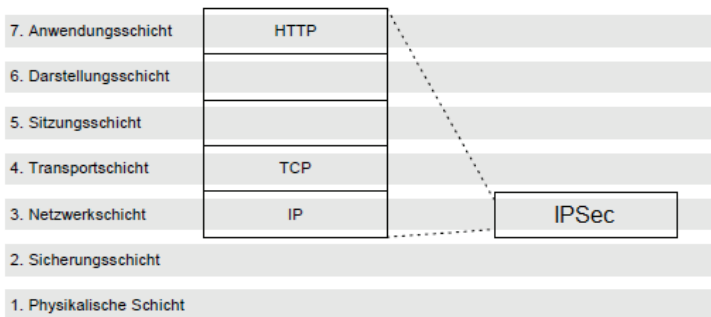 7. Anwendungsschicht HTTP
6. Darstellungsschicht
5. Sitzungsschicht
4. Transportschicht TCP
3. Netzwerkschicht IP IPSec
2. Sicherungsschicht
1. Physikalische Schicht